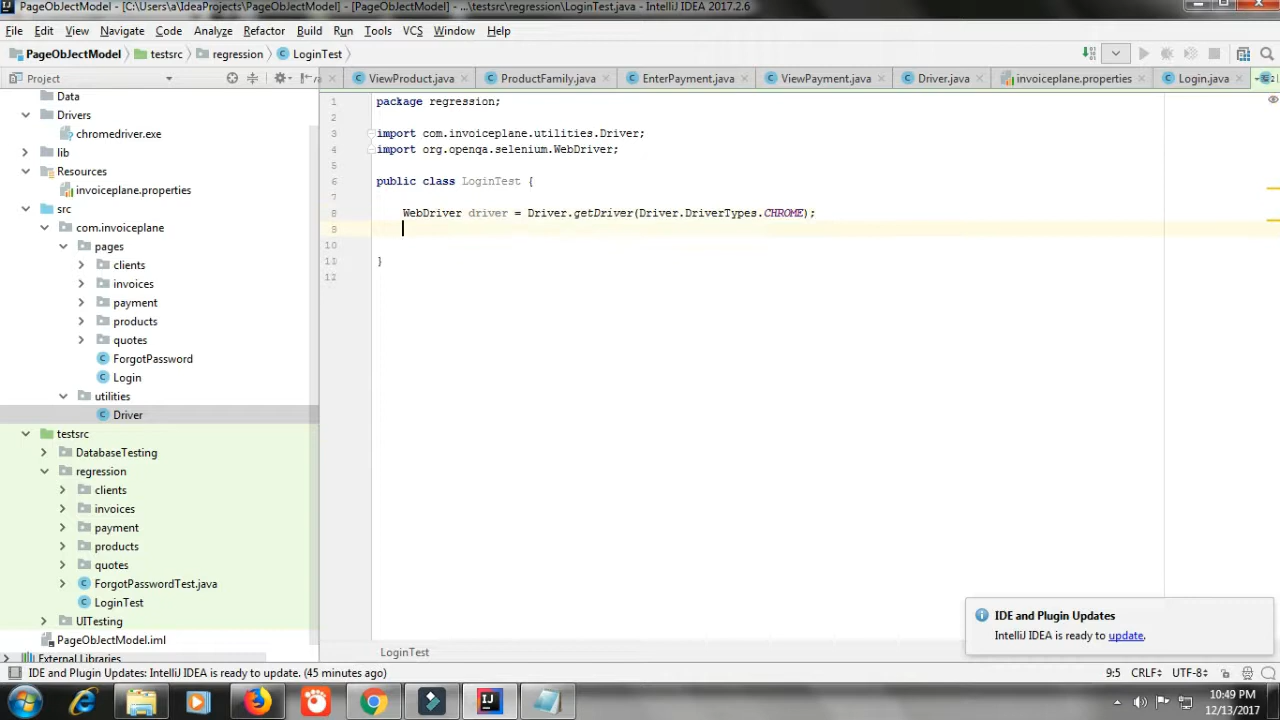 PageObJectModel - [C:\Users\a\IdeaProjects\PageObJectModel] - [PageObJectModel] - ...\testsrc\regression\LoginTest.java - IntelliJ IDEA 2017.2.6
File Edit View Navigate Code Analyze Refactor Build Run Tools VCS Window Help
PageObJectModel testsrc regression LoginTest
Project ViewProduct.java ProductFamily.java EnterPayment.java ViewPayment.java Driver.java invoiceplane.properties Login.java
Data
Drivers
chromedriver.exe
lib
Resources
invoiceplane.properties
src
com.invoiceplane
pages
clients
invoices
payment
products
quotes
ForgotPassword
Login
utilities
Driver
testsrc
DatabaseTesting
regression
clients
invoices
payment
products
quotes
ForgotPasswordTest.java
LoginTest
UITesting
PageObJectModel.iml
External Libraries
1 package regression;
2
3 import com.invoiceplane.utilities.Driver;
4 import org.openqa.selenium.WebDriver;
5
6 public class LoginTest {
7
8 WebDriver driver = Driver.getDriver(Driver.DriverTypes.CHROME);
9
10
11 }
12
IDE and Plugin Updates
IntelliJ IDEA is ready to update.
LoginTest
IDE and Plugin Updates: IntelliJ IDEA is ready to update. (45 minutes ago) 9:5 CRLF UTF-8
10:49 PM
12/13/2017